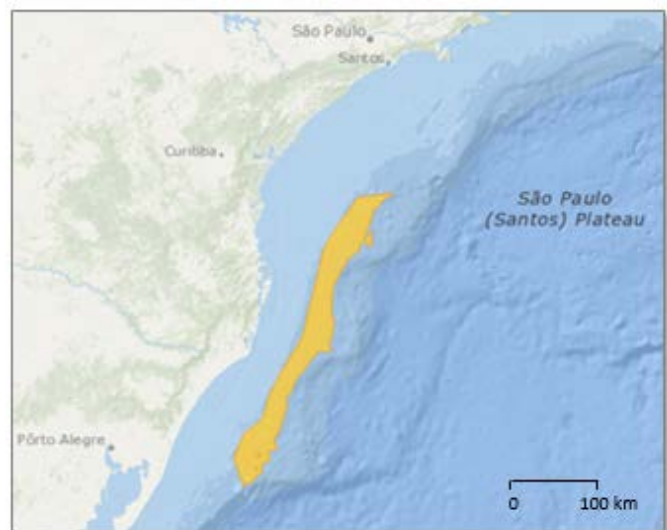 São Paulo
Santos
Curitiba
São Paulo
(Santos) Plateau
Pôrto Alegre
0 100 km